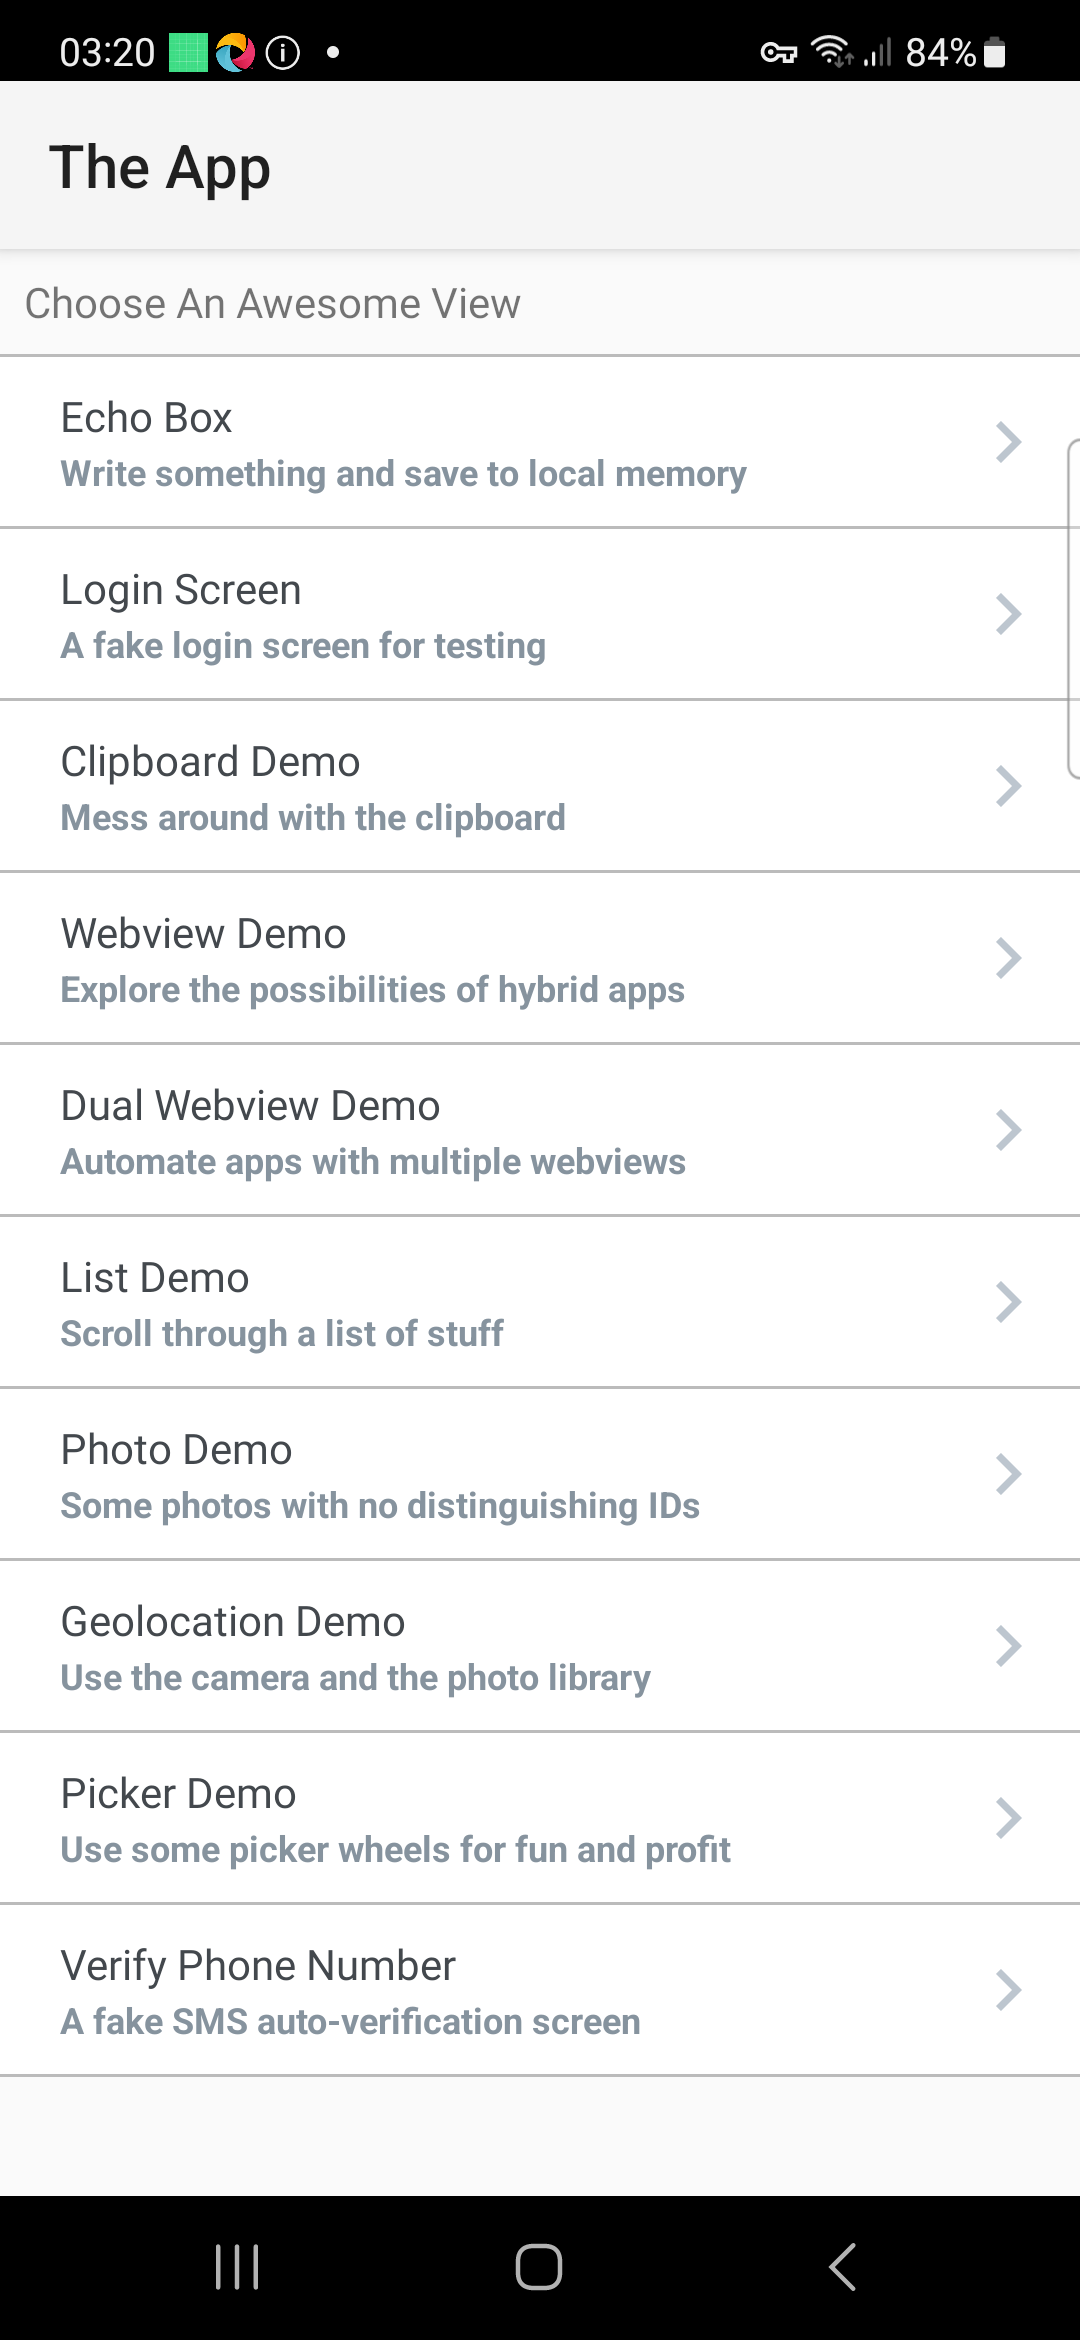 03:20
84%
The App
Choose An Awesome View
Echo Box
Write something and save to local memory
Login Screen
A fake login screen for testing
Clipboard Demo
Mess around with the clipboard
Webview Demo
Explore the possibilities of hybrid apps
Dual Webview Demo
Automate apps with multiple webviews
List Demo
Scroll through a list of stuff
Photo Demo
Some photos with no distinguishing IDs
Geolocation Demo
Use the camera and the photo library
Picker Demo
Use some picker wheels for fun and profit
Verify Phone Number
A fake SMS auto-verification screen